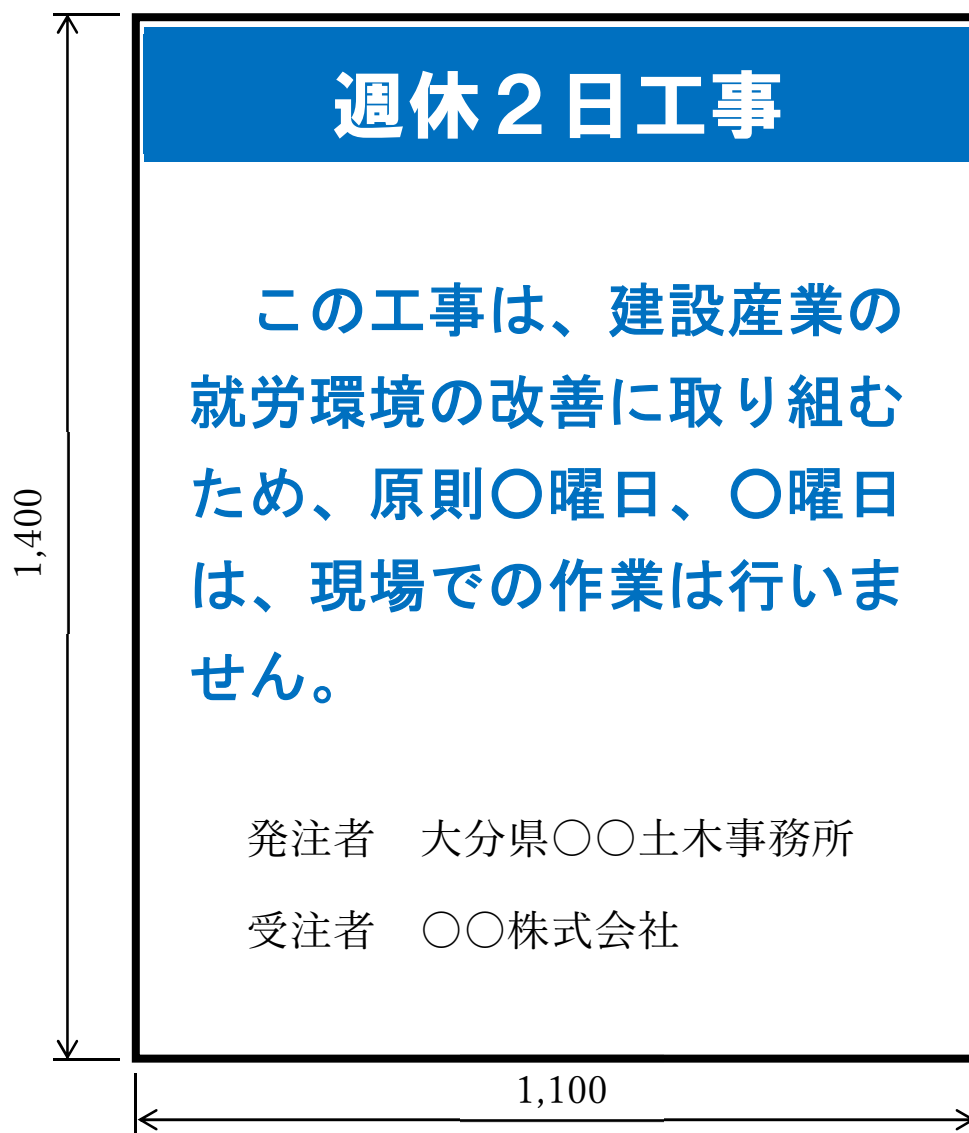 週休２日工事
　この工事は、建設産業の
就労環境の改善に取り組む
ため、原則〇曜日、〇曜日
は、現場での作業は行いま
せん。
発注者　大分県○○土木事務所
受注者　○○株式会社
1,400
1,100